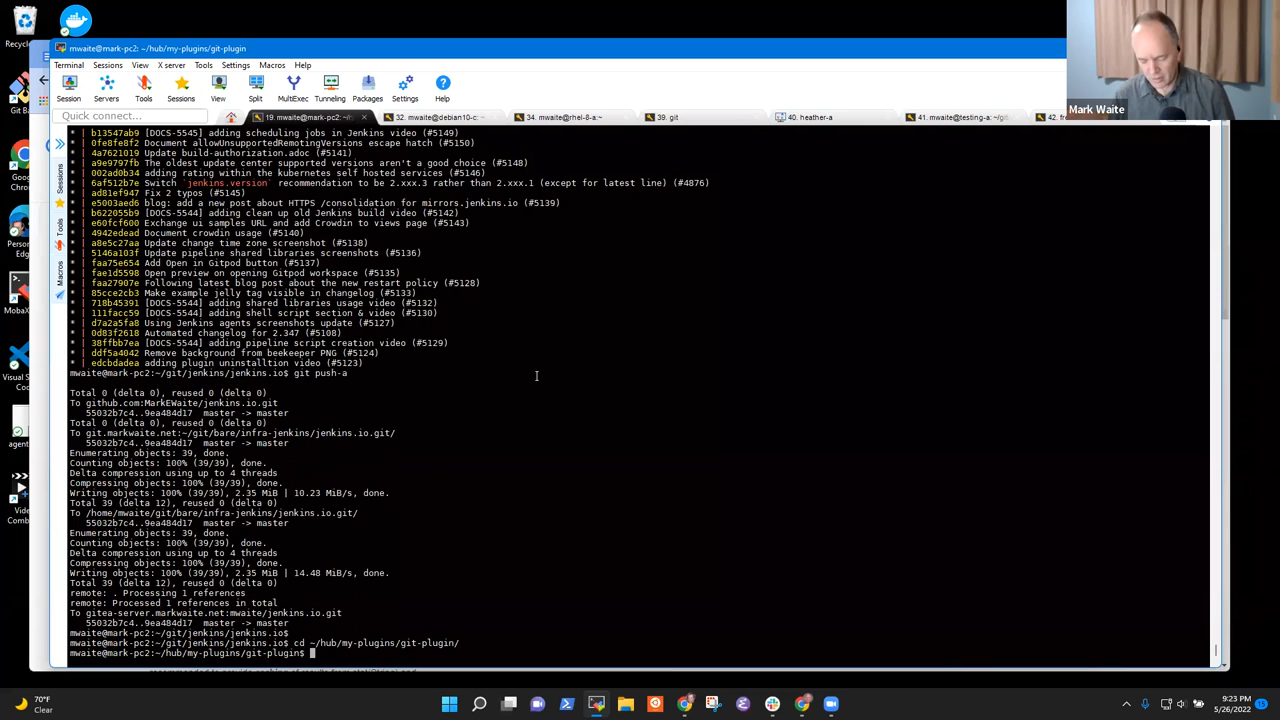 Recycl
Git Ba
Goo
Chro
Perso
Edg
MobaX
Visual S
Cod
agent
Video
Comb
mwaite@mark-pc2: ~/hub/my-plugins/git-plugin
Terminal Sessions View X server Tools Settings Macros Help
Session Servers Tools Sessions View Split MultiExec Tunneling Packages Settings Help
Mark Waite
Quick connect...
19. mwaite@mark-pc2: ~/h
32. mwaite@debian10-c: ~
34. mwaite@rhel-8-a:~
39. git
40. heather-a
41. mwaite@testing-a: ~/gi
42. fr
Sessions
Tools
Macros
* | b13547ab9 [DOCS-5545] adding scheduling jobs in Jenkins video (#5149)
* | 0fe8fe8f2 Document allowUnsupportedRemotingVersions escape hatch (#5150)
* | 4a7621019 Update build-authorization.adoc (#5141)
* | a9e9797fb The oldest update center supported versions aren't a good choice (#5148)
* | 002ad0b34 adding rating within the kubernetes self hosted services (#5146)
* | 6af512b7e Switch `jenkins.version` recommendation to be 2.xxx.3 rather than 2.xxx.1 (except for latest line) (#4876)
* | ad81ef947 Fix 2 typos (#5145)
* | e5003aed6 blog: add a new post about HTTPS /consolidation for mirrors.jenkins.io (#5139)
* | b622055b9 [DOCS-5544] adding clean up old Jenkins build video (#5142)
* | e60fcf600 Exchange ui samples URL and add Crowdin to views page (#5143)
* | 4942edead Document crowdin usage (#5140)
* | a8e5c27aa Update change time zone screenshot (#5138)
* | 5146a103f Update pipeline shared libraries screenshots (#5136)
* | faa75e654 Add Open in Gitpod button (#5137)
* | fae1d5598 Open preview on opening Gitpod workspace (#5135)
* | faa27907e Following latest blog post about the new restart policy (#5128)
* | 85cce2cb3 Make example jelly tag visible in changelog (#5133)
* | 718b45391 [DOCS-5544] adding shared libraries usage video (#5132)
* | 111facc59 [DOCS-5544] adding shell script section & video (#5130)
* | d7a2a5fa8 Using Jenkins agents screenshots update (#5127)
* | 0d83f2618 Automated changelog for 2.347 (#5108)
* | 38ffbb7ea [DOCS-5544] adding pipeline script creation video (#5129)
* | ddf5a4042 Remove background from beekeeper PNG (#5124)
* | edcbdadea adding plugin uninstalltion video (#5123)
mwaite@mark-pc2:~/git/jenkins/jenkins.io$ git push-a
Total 0 (delta 0), reused 0 (delta 0)
To github.com:MarkEWaite/jenkins.io.git
55032b7c4..9ea484d17 master -> master
Total 0 (delta 0), reused 0 (delta 0)
To git.markwaite.net:~/git/bare/infra-jenkins/jenkins.io.git/
55032b7c4..9ea484d17 master -> master
Enumerating objects: 39, done.
Counting objects: 100% (39/39), done.
Delta compression using up to 4 threads
Compressing objects: 100% (39/39), done.
Writing objects: 100% (39/39), 2.35 MiB | 10.23 MiB/s, done.
Total 39 (delta 12), reused 0 (delta 0)
To /home/mwaite/git/bare/infra-jenkins/jenkins.io.git/
55032b7c4..9ea484d17 master -> master
Enumerating objects: 39, done.
Counting objects: 100% (39/39), done.
Delta compression using up to 4 threads
Compressing objects: 100% (39/39), done.
Writing objects: 100% (39/39), 2.35 MiB | 14.48 MiB/s, done.
Total 39 (delta 12), reused 0 (delta 0)
remote: . Processing 1 references
remote: Processed 1 references in total
To gitea-server.markwaite.net:mwaite/jenkins.io.git
55032b7c4..9ea484d17 master -> master
mwaite@mark-pc2:~/git/jenkins/jenkins.io$
mwaite@mark-pc2:~/git/jenkins/jenkins.io$ cd ~/hub/my-plugins/git-plugin/
mwaite@mark-pc2:~/hub/my-plugins/git-plugin$
70°F
Clear
9:23 PM
5/26/2022
15